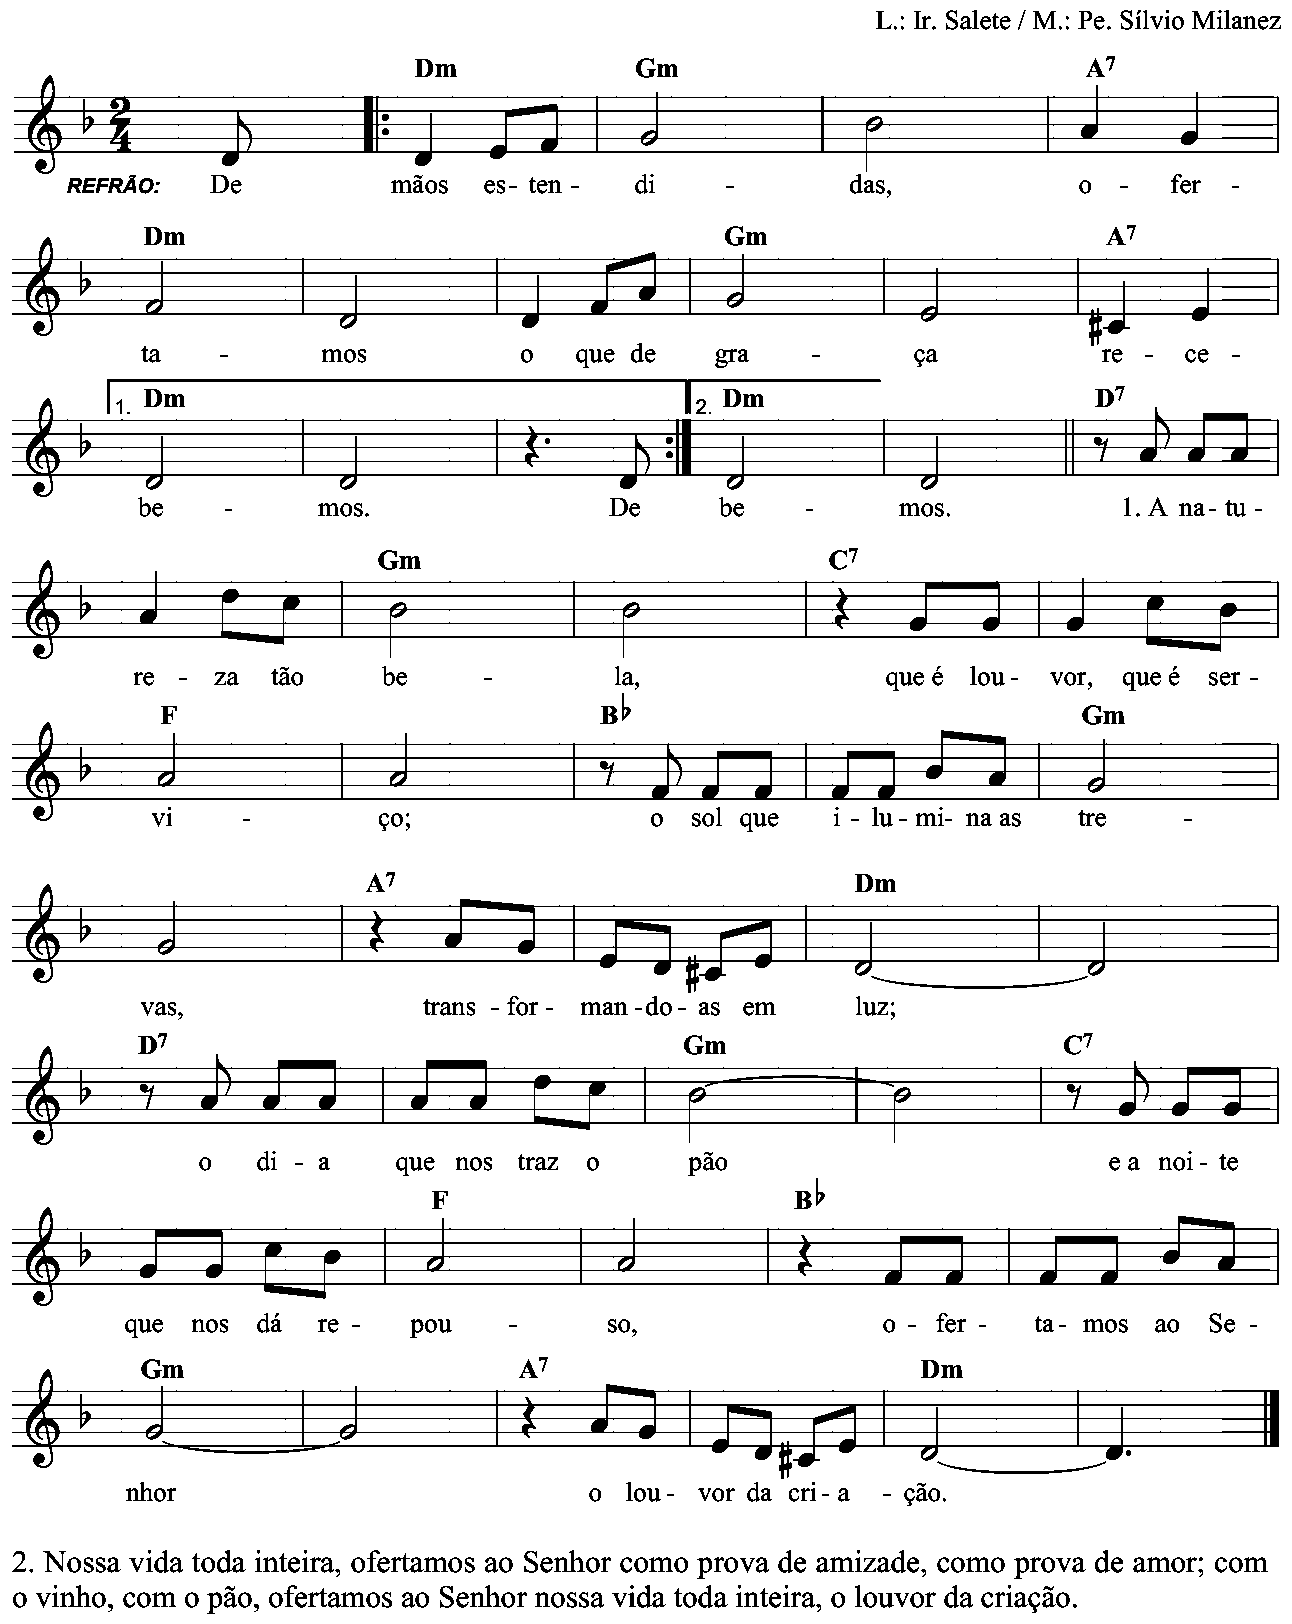 L.: Ir. Salete / M.: Pe. Sílvio Milanez
Dm Gm A7
2/4
REFRÃO: De mãos es- ten- di - das, o - fer -
Dm Gm A7
ta - mos o que de gra - ça re - ce -
1. Dm 2. Dm D7
be - mos. De be - mos. 1. A na- tu-
Gm C7
re - za tão be - la, que é lou - vor, que é ser-
F B♭ Gm
vi - ço; o sol que i - lu - mi - na as tre -
A7 Dm
vas, trans - for- man - do- as em luz;
D7 Gm C7
o di - a que nos traz o pão e a noi - te
F B♭
que nos dá re - pou - so, o - fer - ta - mos ao Se -
Gm A7 Dm
nhor o lou - vor da cri - a - ção.
2. Nossa vida toda inteira, ofertamos ao Senhor como prova de amizade, como prova de amor; com
o vinho, com o pão, ofertamos ao Senhor nossa vida toda inteira, o louvor da criação.